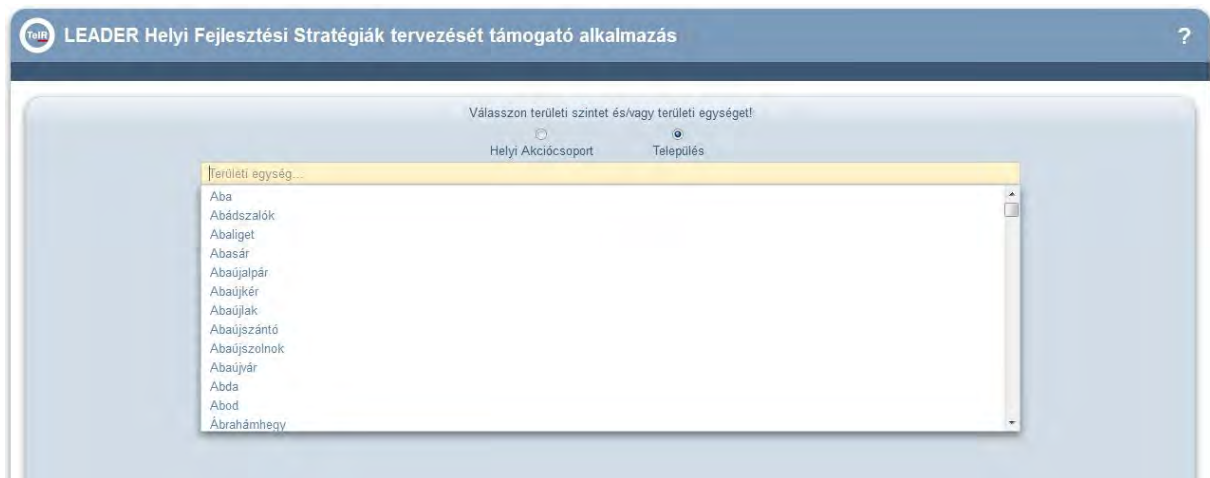 TeIR LEADER Helyi Fejlesztési Stratégiák tervezését támogató alkalmazás ?
Válasszon területi szintet és/vagy területi egységet!
Helyi Akciócsoport Település
Területi egység...
Aba
Abádszalók
Abaliget
Abasár
Abaújalpár
Abaújkér
Abaújlak
Abaújszántó
Abaújszolnok
Abaújvár
Abda
Abod
Ábrahámhegy